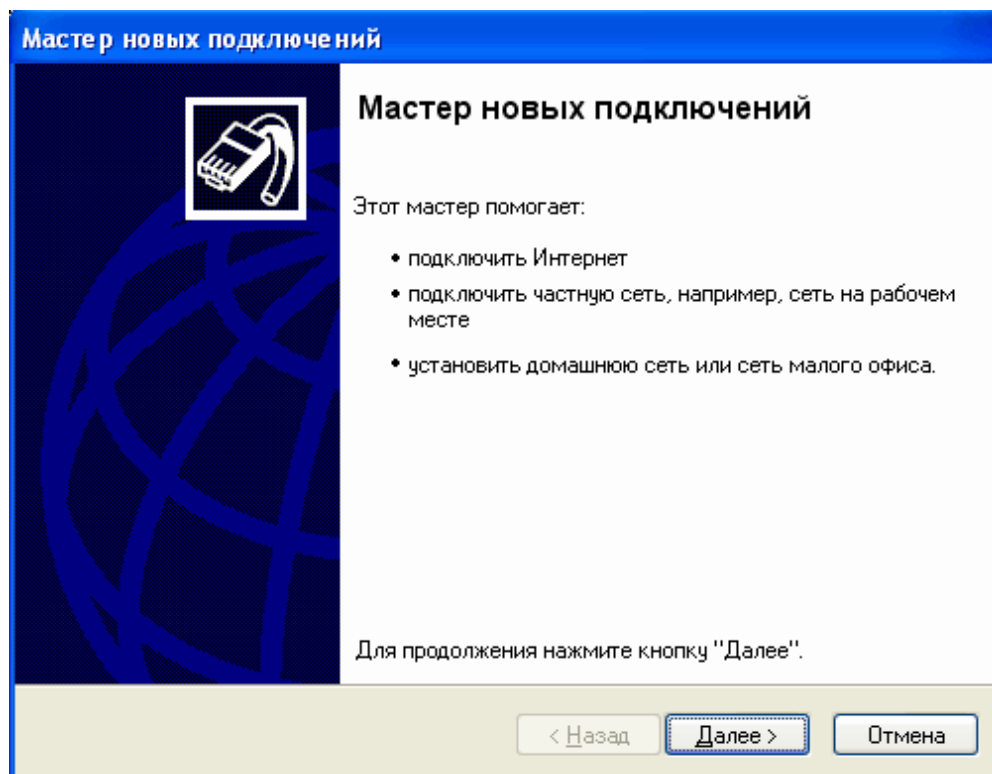 Мастер новых подключений
Мастер новых подключений
Этот мастер помогает:
• подключить Интернет
• подключить частную сеть, например, сеть на рабочем
месте
• установить домашнюю сеть или сеть малого офиса.
Для продолжения нажмите кнопку "Далее".
< Назад Далее > Отмена